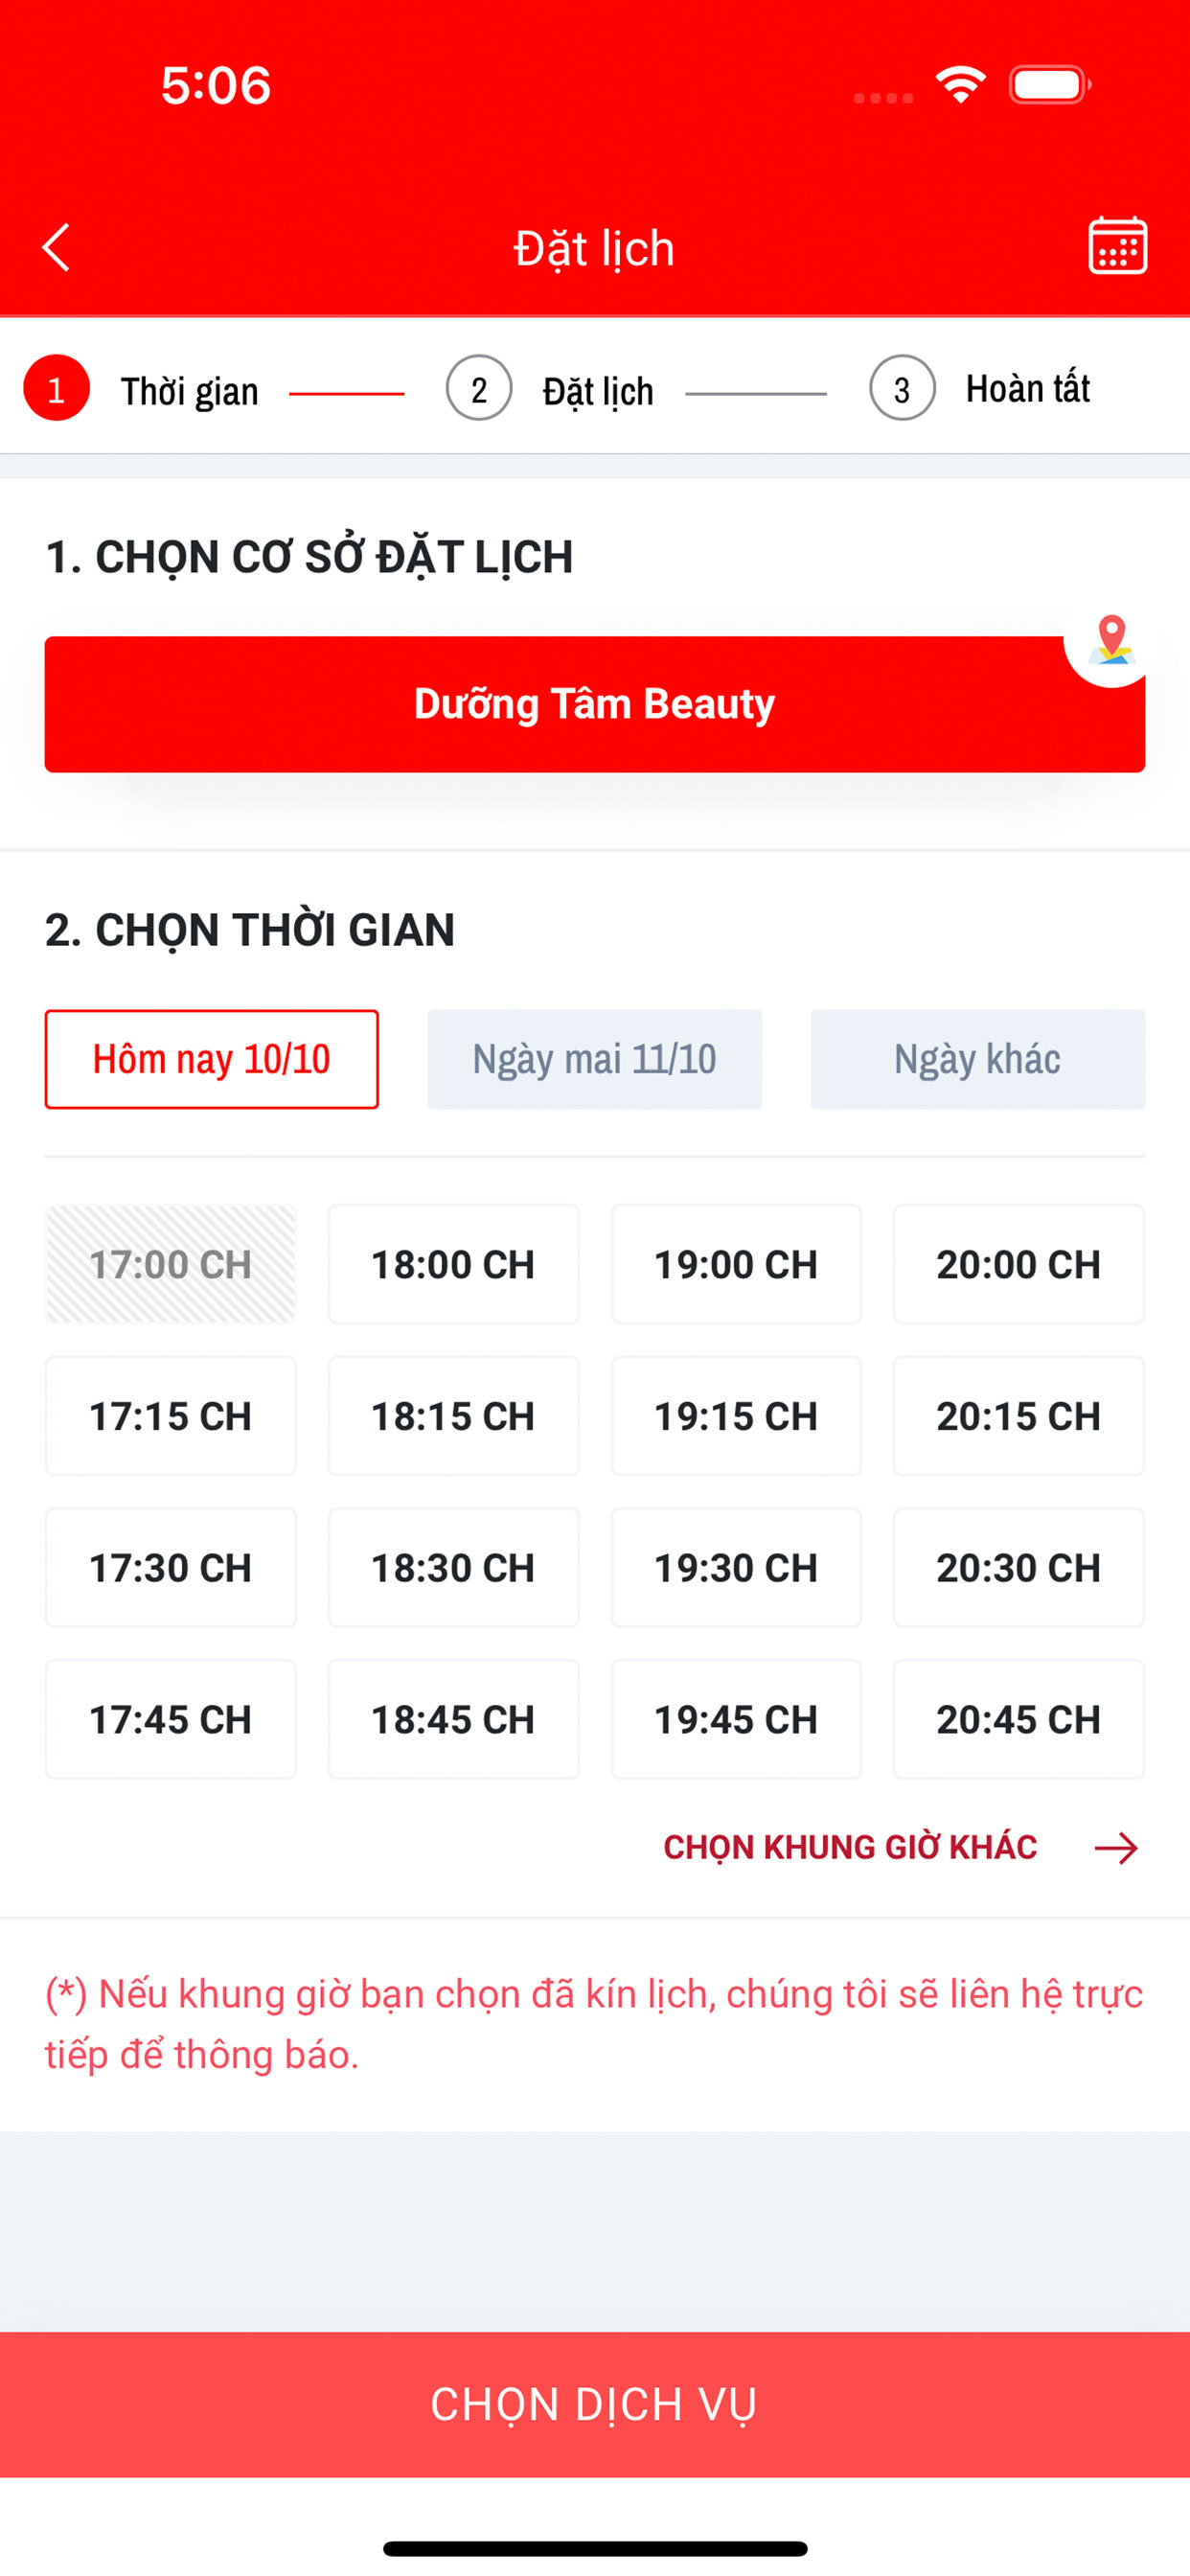 5:06
Đặt lịch
1 Thời gian 2 Đặt lịch 3 Hoàn tất
1. CHỌN CƠ SỞ ĐẶT LỊCH
Dưỡng Tâm Beauty
2. CHỌN THỜI GIAN
Hôm nay 10/10 Ngày mai 11/10 Ngày khác
17:00 CH 18:00 CH 19:00 CH 20:00 CH
17:15 CH 18:15 CH 19:15 CH 20:15 CH
17:30 CH 18:30 CH 19:30 CH 20:30 CH
17:45 CH 18:45 CH 19:45 CH 20:45 CH
CHỌN KHUNG GIỜ KHÁC
(*) Nếu khung giờ bạn chọn đã kín lịch, chúng tôi sẽ liên hệ trực
tiếp để thông báo.
CHỌN DỊCH VỤ